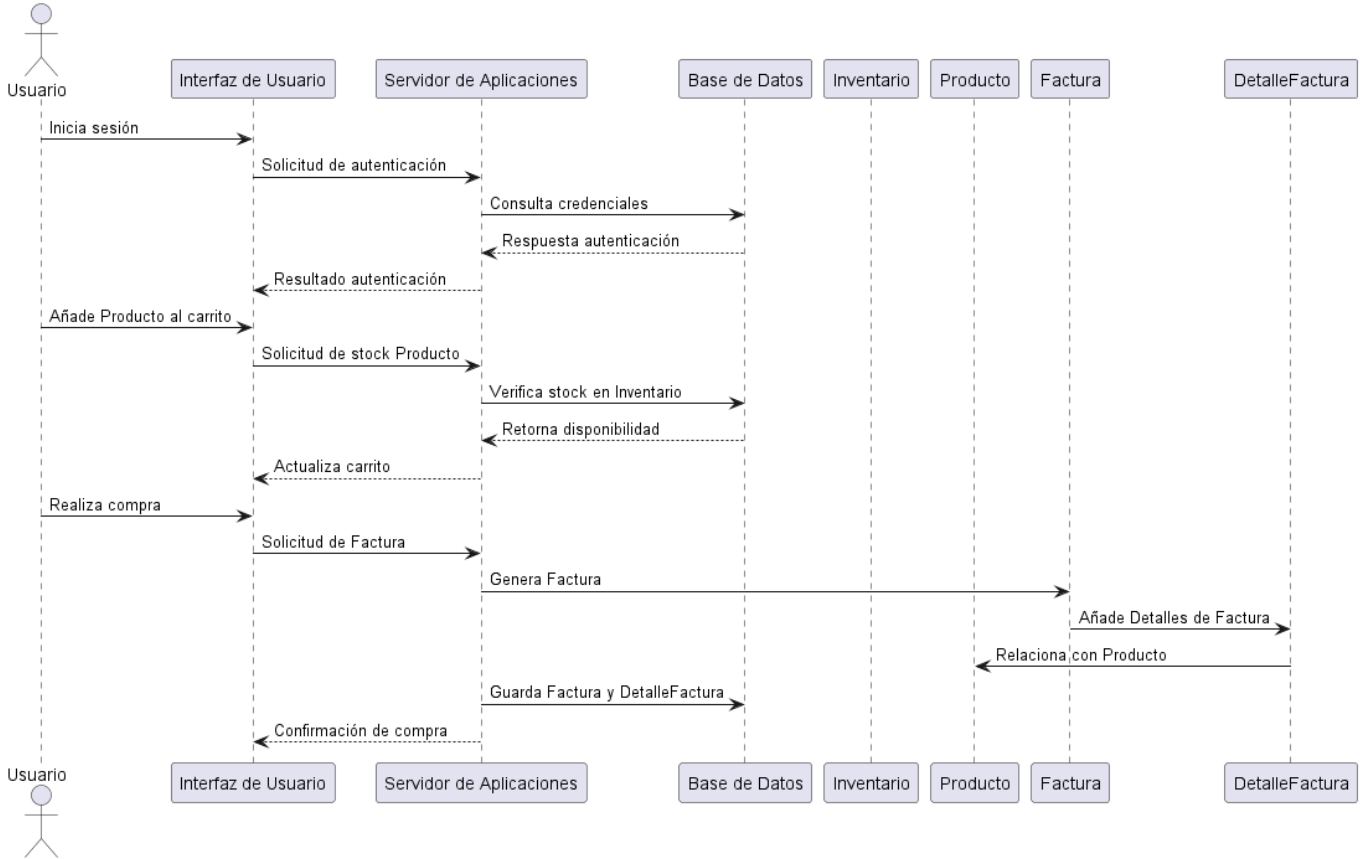 Usuario
Interfaz de Usuario
Servidor de Aplicaciones
Base de Datos
Inventario
Producto
Factura
DetalleFactura
Inicia sesión
Solicitud de autenticación
Consulta credenciales
Respuesta autenticación
Resultado autenticación
Añade Producto al carrito
Solicitud de stock Producto
Verifica stock en Inventario
Retorna disponibilidad
Actualiza carrito
Realiza compra
Solicitud de Factura
Genera Factura
Añade Detalles de Factura
Relaciona con Producto
Guarda Factura y DetalleFactura
Confirmación de compra
Usuario
Interfaz de Usuario
Servidor de Aplicaciones
Base de Datos
Inventario
Producto
Factura
DetalleFactura